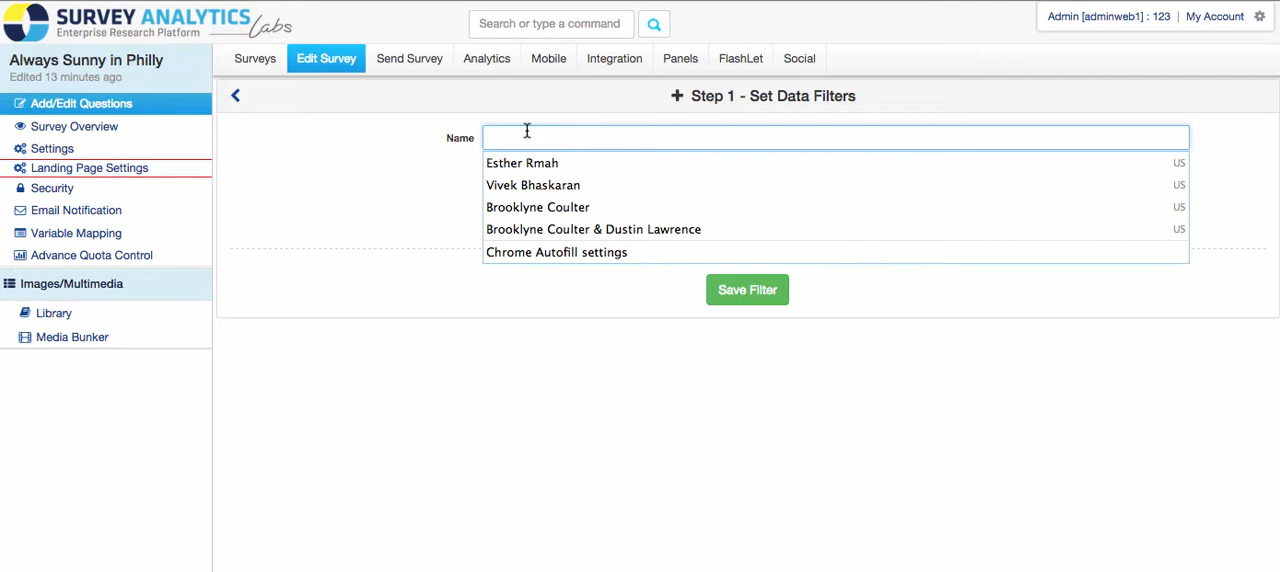 SURVEY ANALYTICS
Enterprise Research Platform
Labs
Search or type a command
Admin [adminweb1] : 123 | My Account
Always Sunny in Philly
Edited 13 minutes ago
Surveys
Edit Survey
Send Survey
Analytics
Mobile
Integration
Panels
FlashLet
Social
Add/Edit Questions
Survey Overview
Settings
Landing Page Settings
Security
Email Notification
Variable Mapping
Advance Quota Control
Images/Multimedia
Library
Media Bunker
Step 1 - Set Data Filters
Name
Esther Rmah US
Vivek Bhaskaran US
Brooklyne Coulter US
Brooklyne Coulter & Dustin Lawrence US
Chrome Autofill settings
Save Filter